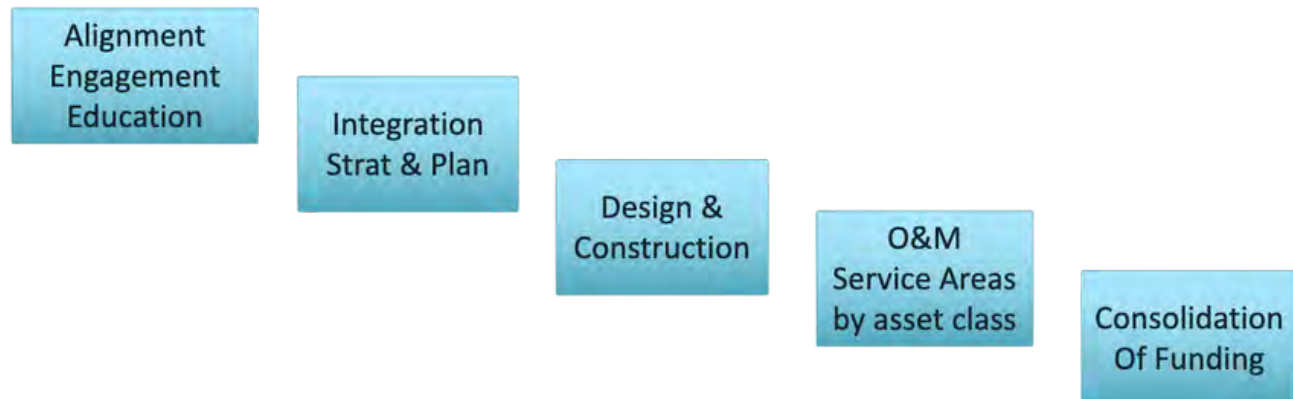 Alignment
Engagement
Education
Integration
Strat & Plan
Design &
Construction
O&M
Service Areas
by asset class
Consolidation
Of Funding